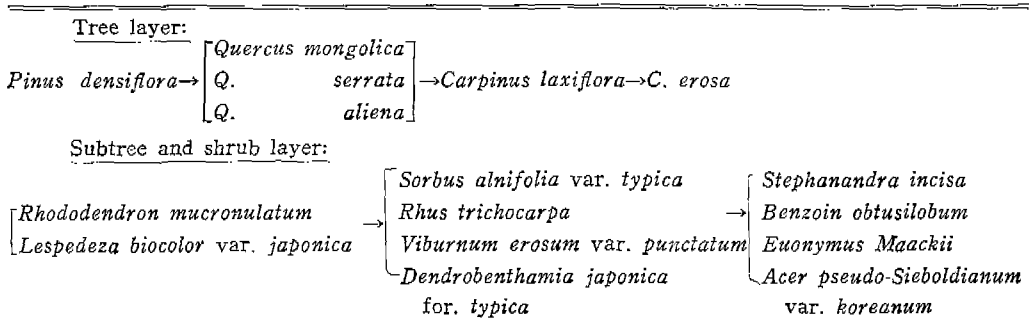 Tree layer:
Quercus mongolica
Pinus densiflora→ Q. serrata →Carpinus laxiflora→C. erosa
Q. aliena
Subtree and shrub layer:
Sorbus alnifolia var. typica Stephanandra incisa
Rhododendron mucronulatum → Rhus trichocarpa → Benzoin obtusilobum
Lespedeza biocolor var. japonica Viburnum erosum var. punctatum Euonymus Maackii
Dendrobenthamia japonica Acer pseudo-Sieboldianum
for. typica var. koreanum